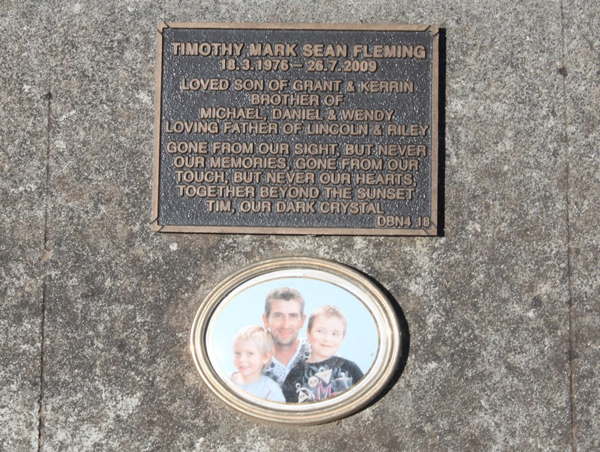 TIMOTHY MARK SEAN FLEMING
18.3.1976 – 26.7.2009
LOVED SON OF GRANT & KERRIN
BROTHER OF
MICHAEL, DANIEL & WENDY.
LOVING FATHER OF LINCOLN & RILEY
GONE FROM OUR SIGHT, BUT NEVER
OUR MEMORIES, GONE FROM OUR
TOUCH, BUT NEVER OUR HEARTS,
TOGETHER BEYOND THE SUNSET
TIM, OUR DARK CRYSTAL
DBN4 18